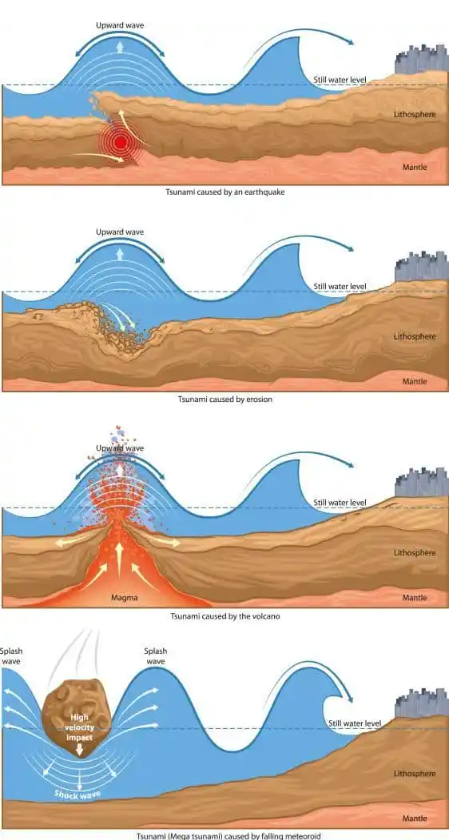 Upward wave
Still water level
Lithosphere
Mantle
Tsunami caused by an earthquake
Upward wave
Still water level
Lithosphere
Mantle
Tsunami caused by erosion
Upward wave
Still water level
Lithosphere
Magma
Mantle
Tsunami caused by the volcano
Splash
wave
Splash
wave
High
velocity
impact
Still water level
Shock wave
Lithosphere
Mantle
Tsunami (Mega tsunami) caused by falling meteoroid